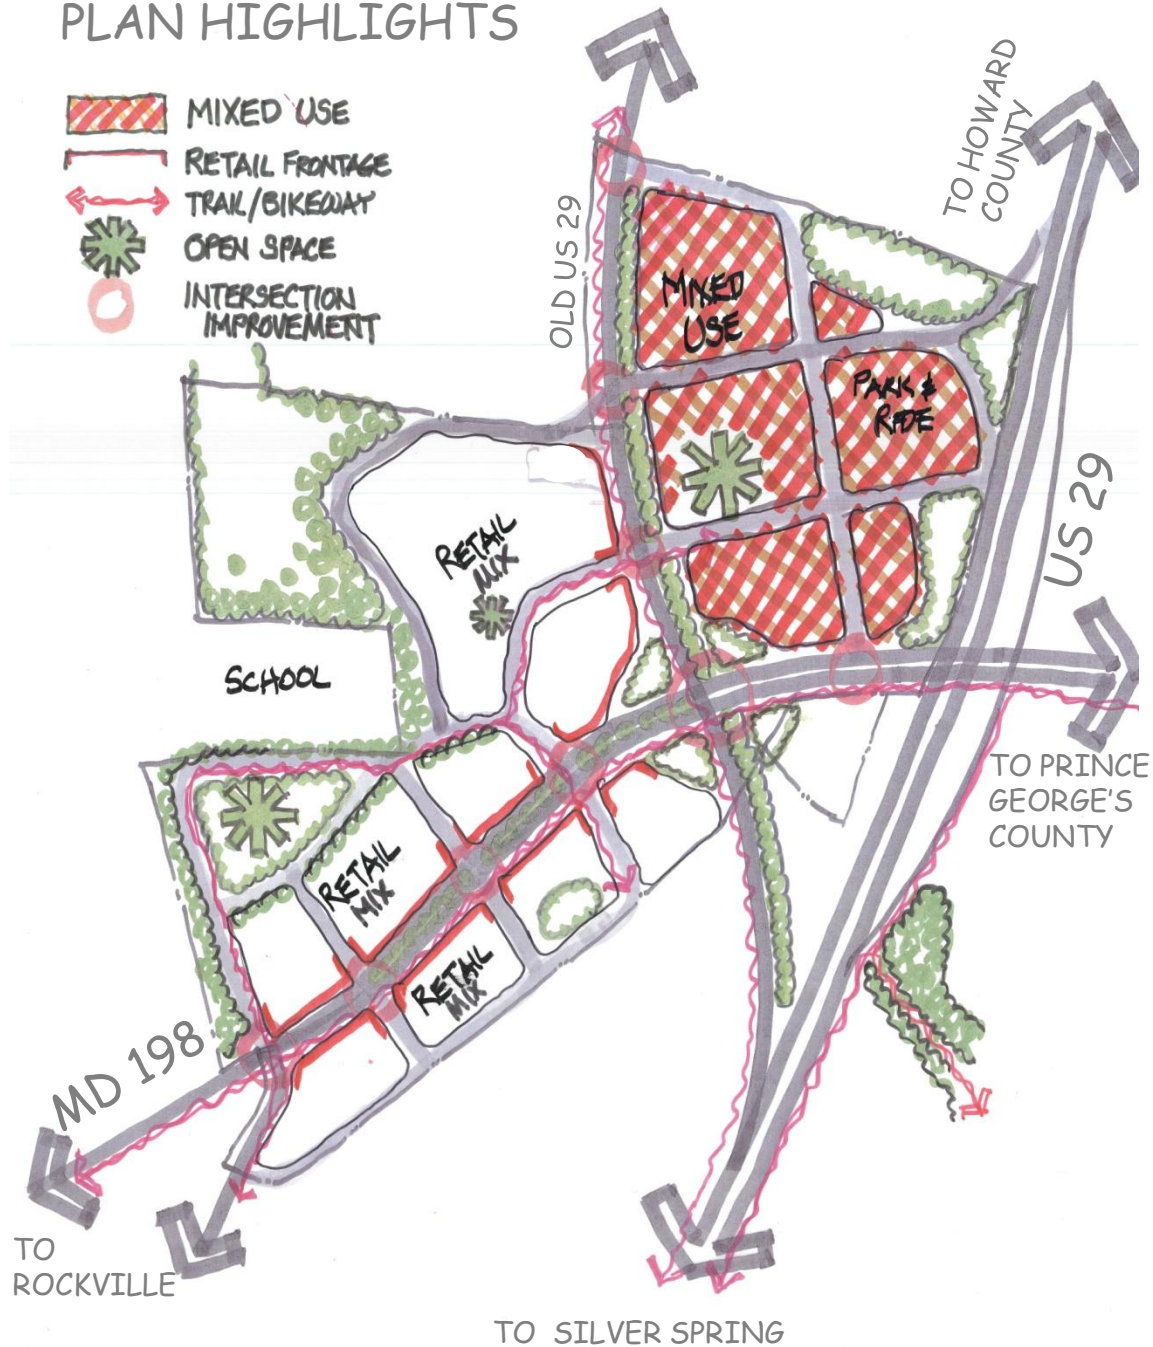 PLAN HIGHLIGHTS
MIXED USE
RETAIL FRONTAGE
TRAIL/BIKEWAY
OPEN SPACE
INTERSECTION
IMPROVEMENT
OLD US 29
TO HOWARD
COUNTY
MIXED
USE
PARK &
RIDE
US 29
RETAIL
MIX
SCHOOL
TO PRINCE
GEORGE'S
COUNTY
RETAIL
MIX
RETAIL
MIX
MD 198
TO
ROCKVILLE
TO SILVER SPRING